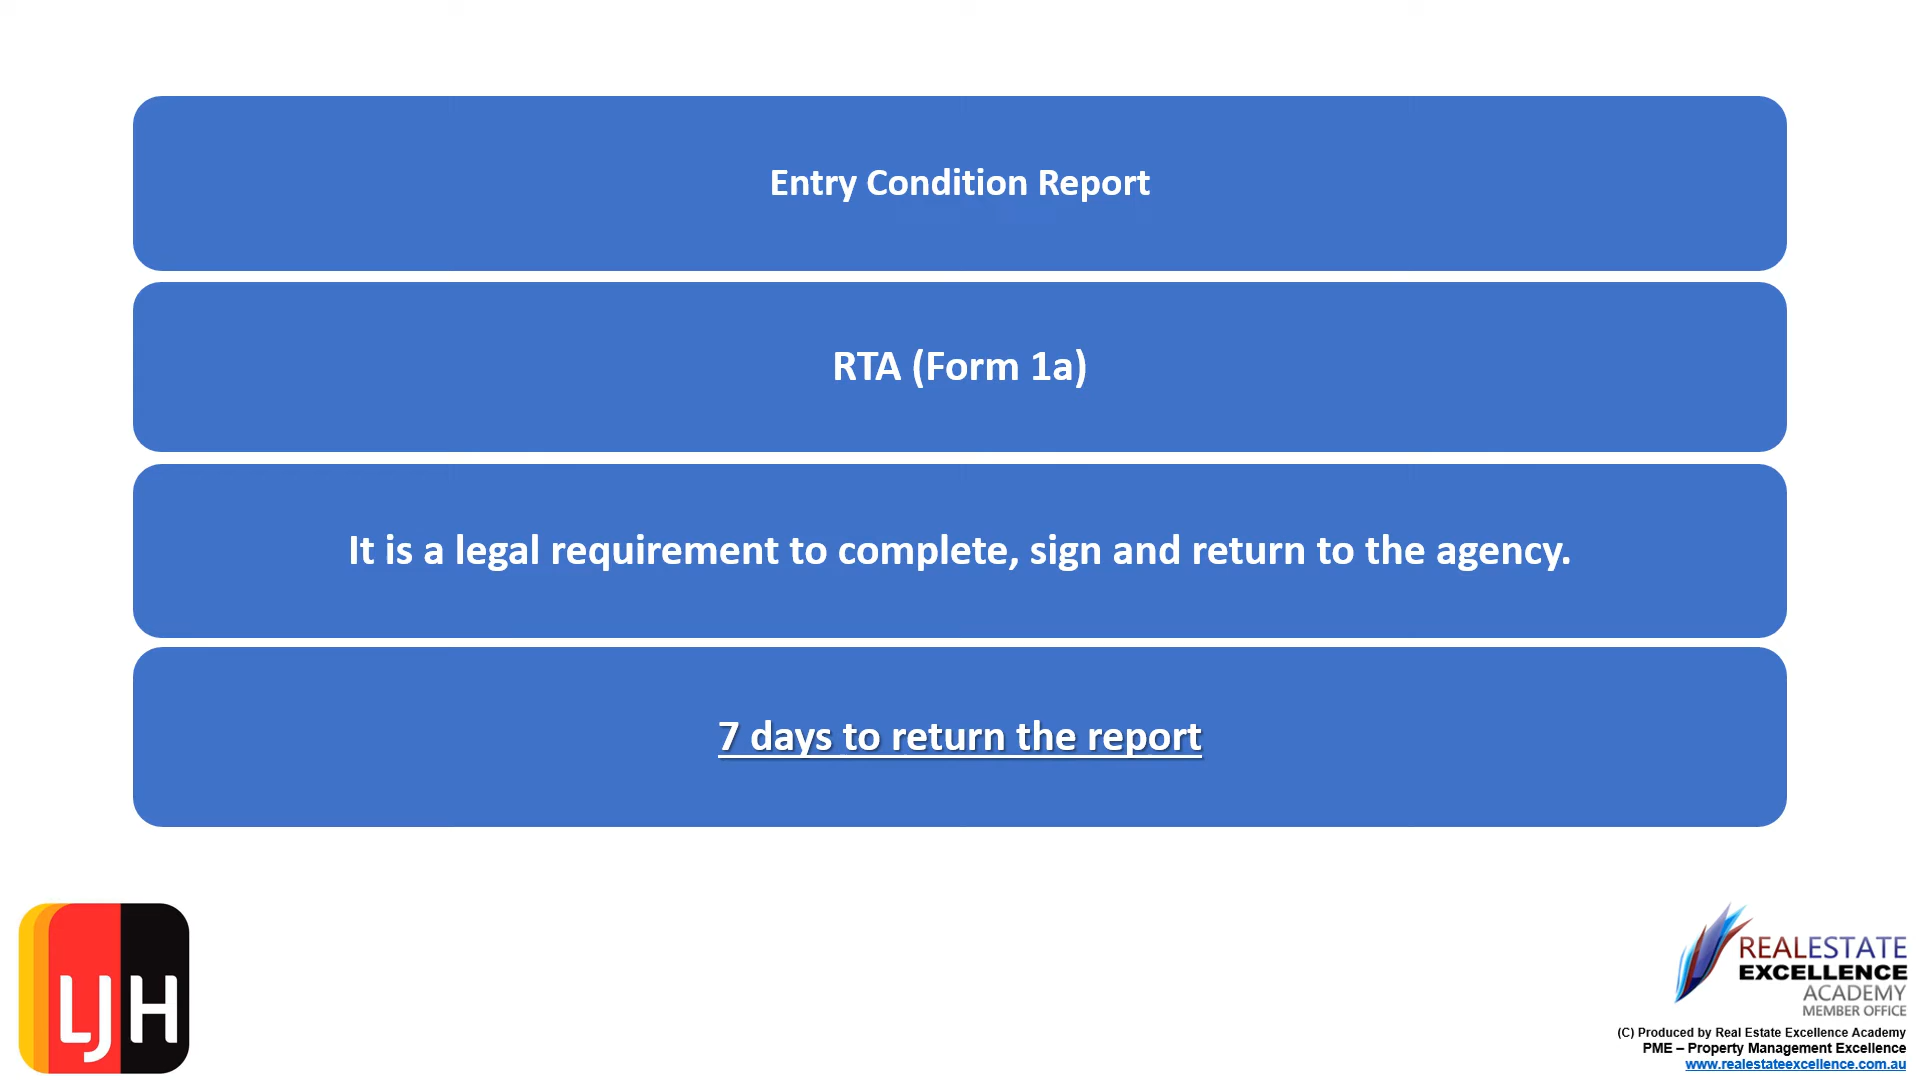 Entry Condition Report
RTA (Form 1a)
It is a legal requirement to complete, sign and return to the agency.
7 days to return the report
LJH
REALESTATE
EXCELLENCE
ACADEMY
MEMBER OFFICE
(C) Produced by Real Estate Excellence Academy
PME – Property Management Excellence
www.realestateexcellence.com.au